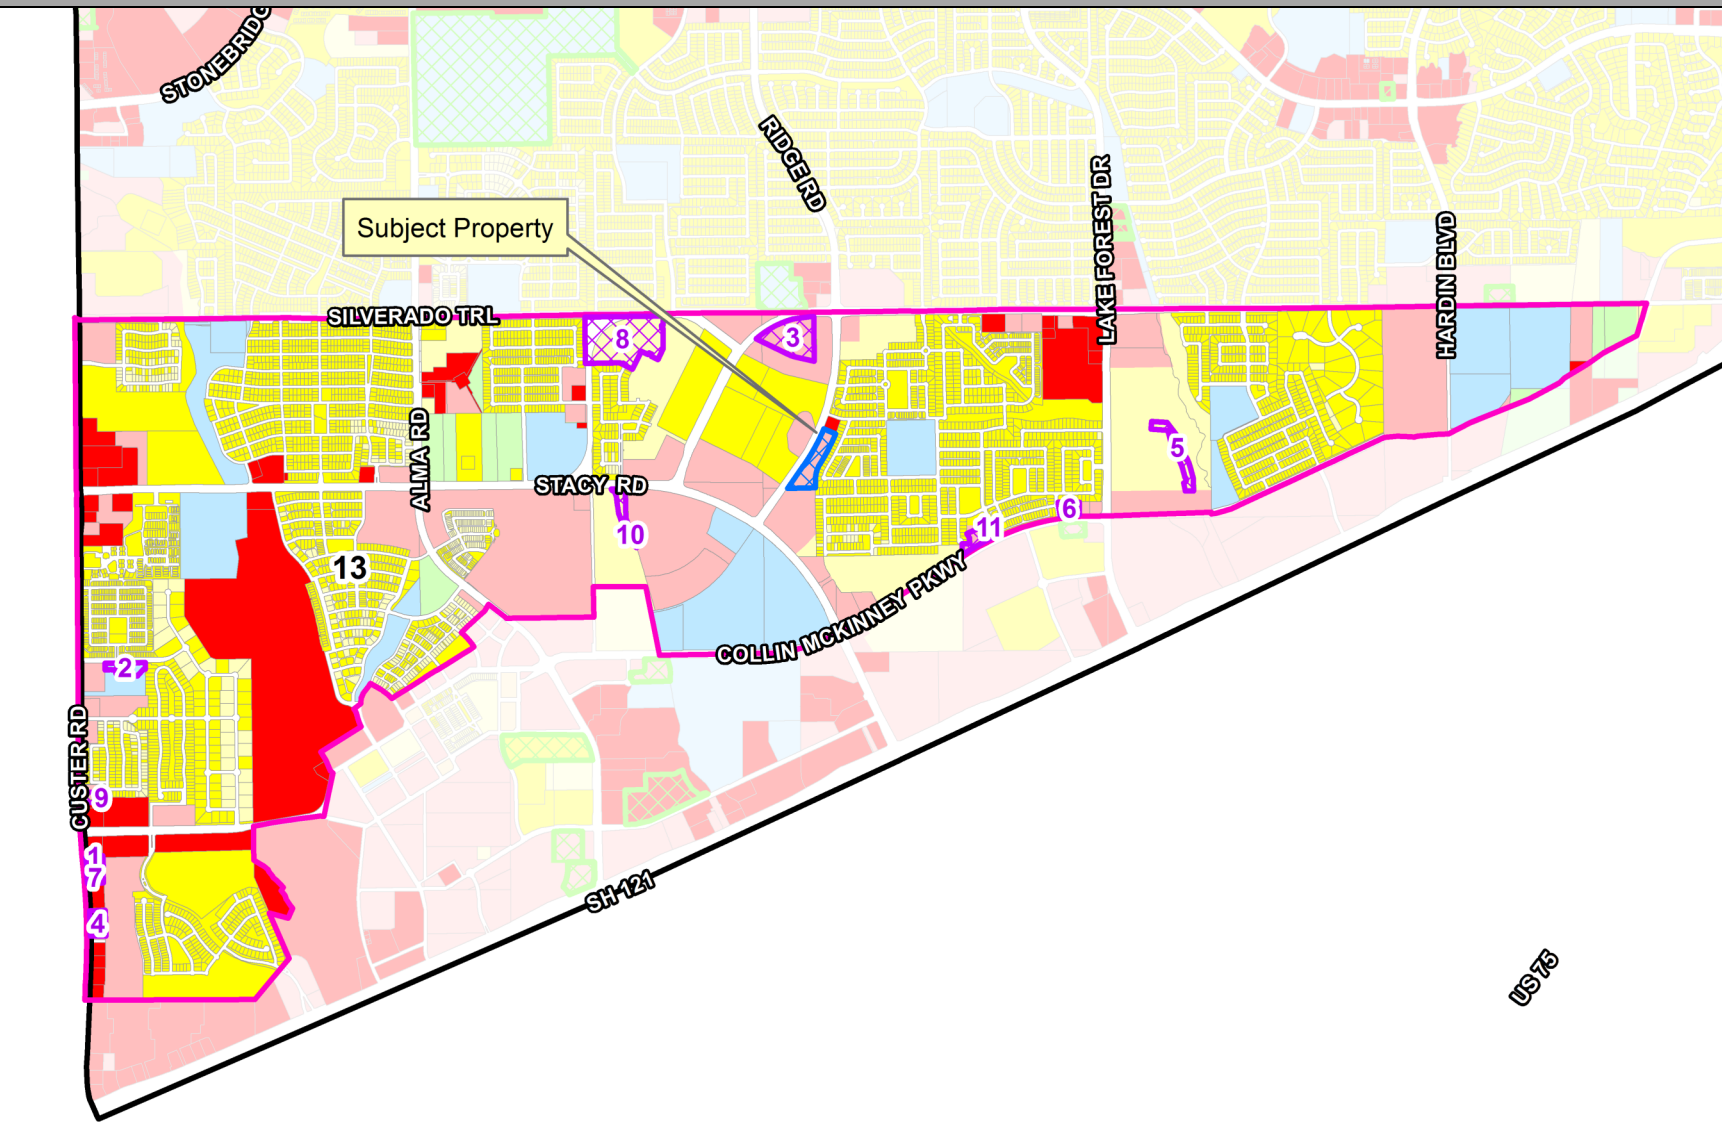 STONEBRIDG
RIDGE RD
LAKE FOREST DR
HARDIN BLVD
Subject Property
SILVERADO TRL
8
3
ALMA RD
5
STACY RD
6
10
11
13
COLLIN MCKINNEY PKWY
2
CUSTER RD
9
1
7
4
SH 121
US 75